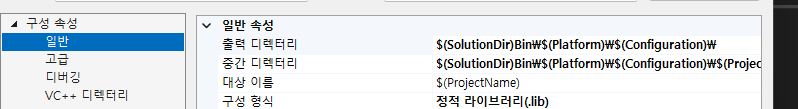 구성 속성
일반
고급
디버깅
VC++ 디렉터리
일반 속성
출력 디렉터리 $(SolutionDir)Bin₩$(Platform)₩$(Configuration)₩
중간 디렉터리 $(SolutionDir)Bin₩$(Platform)₩$(Configuration)₩$(Projec
대상 이름 $(ProjectName)
구성 형식 정적 라이브러리(.lib)